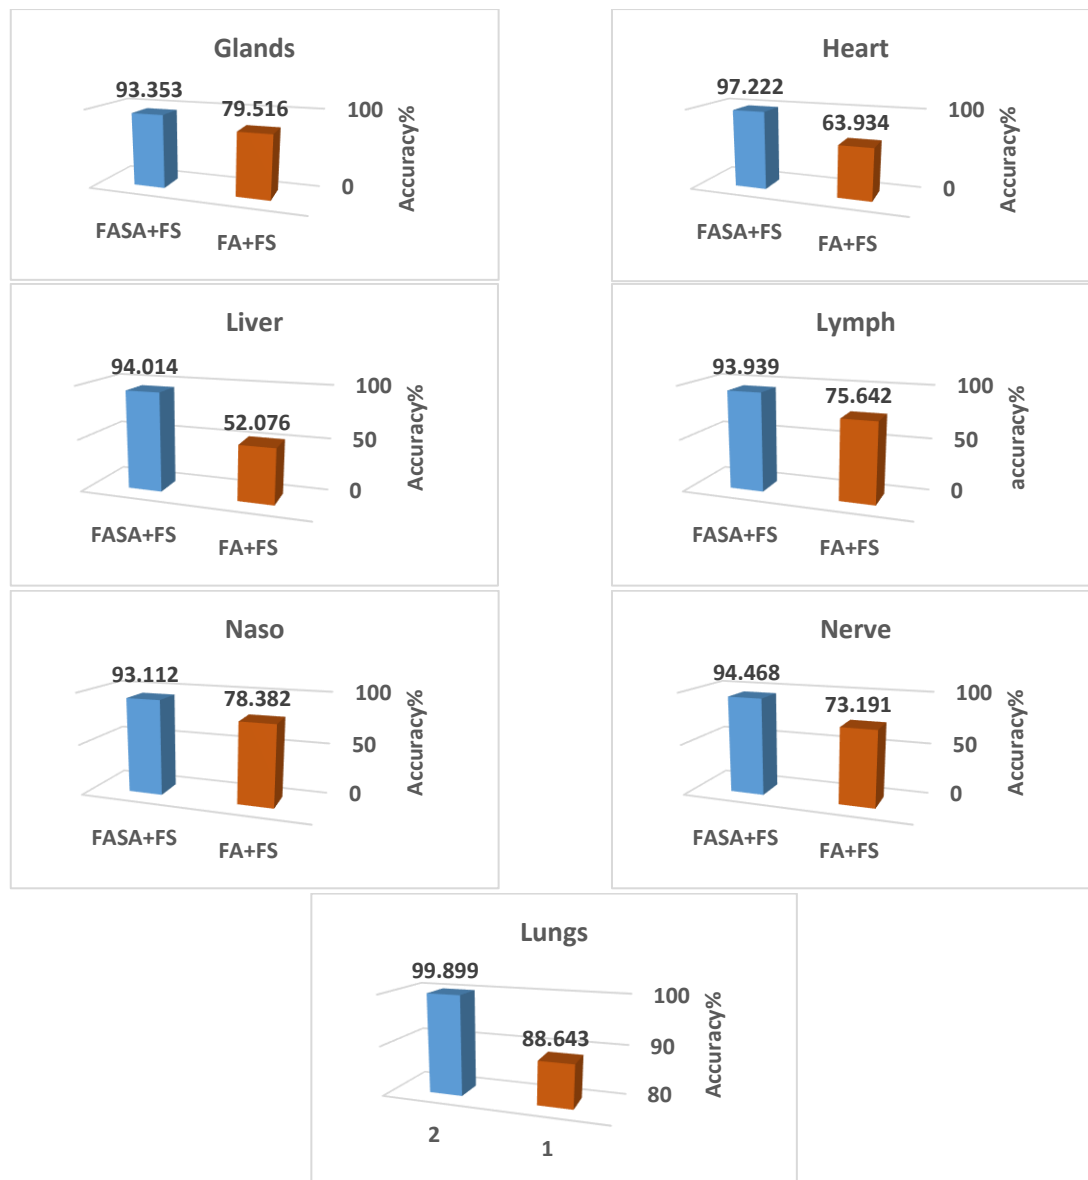 Glands
93.353
79.516
100
0
Accuracy%
FASA+FS
FA+FS
Heart
97.222
63.934
100
0
Accuracy%
FASA+FS
FA+FS
Liver
94.014
52.076
100
50
0
Accuracy%
FASA+FS
FA+FS
Lymph
93.939
75.642
100
50
0
accuracy%
FASA+FS
FA+FS
Naso
93.112
78.382
100
50
0
Accuracy%
FASA+FS
FA+FS
Nerve
94.468
73.191
100
50
0
Accuracy%
FASA+FS
FA+FS
Lungs
99.899
88.643
100
90
80
Accuracy%
2
1